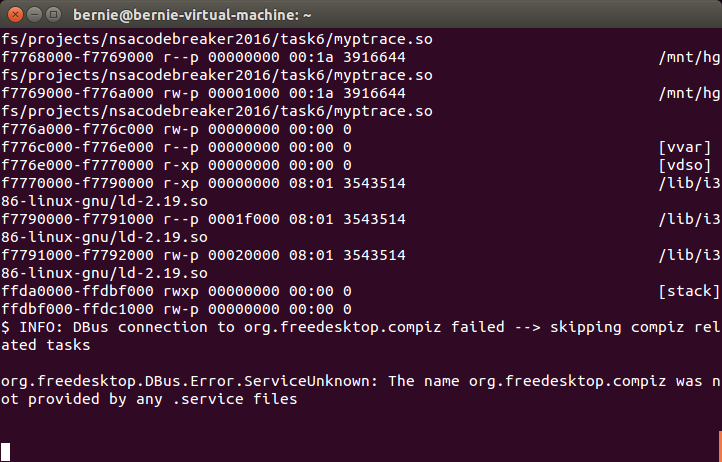 bernie@bernie-virtual-machine: ~
fs/projects/nsacodebreaker2016/task6/myptrace.so
f7768000-f7769000 r--p 00000000 00:1a 3916644 /mnt/hg
fs/projects/nsacodebreaker2016/task6/myptrace.so
f7769000-f776a000 rw-p 00001000 00:1a 3916644 /mnt/hg
fs/projects/nsacodebreaker2016/task6/myptrace.so
f776a000-f776c000 rw-p 00000000 00:00 0
f776c000-f776e000 r--p 00000000 00:00 0 [vvar]
f776e000-f7770000 r-xp 00000000 00:00 0 [vdso]
f7770000-f7790000 r-xp 00000000 08:01 3543514 /lib/i3
86-linux-gnu/ld-2.19.so
f7790000-f7791000 r--p 0001f000 08:01 3543514 /lib/i3
86-linux-gnu/ld-2.19.so
f7791000-f7792000 rw-p 00020000 08:01 3543514 /lib/i3
86-linux-gnu/ld-2.19.so
ffda0000-ffdbf000 rwxp 00000000 00:00 0 [stack]
ffdbf000-ffdc1000 rw-p 00000000 00:00 0
$ INFO: DBus connection to org.freedesktop.compiz failed --> skipping compiz rel
ated tasks
org.freedesktop.DBus.Error.ServiceUnknown: The name org.freedesktop.compiz was n
ot provided by any .service files